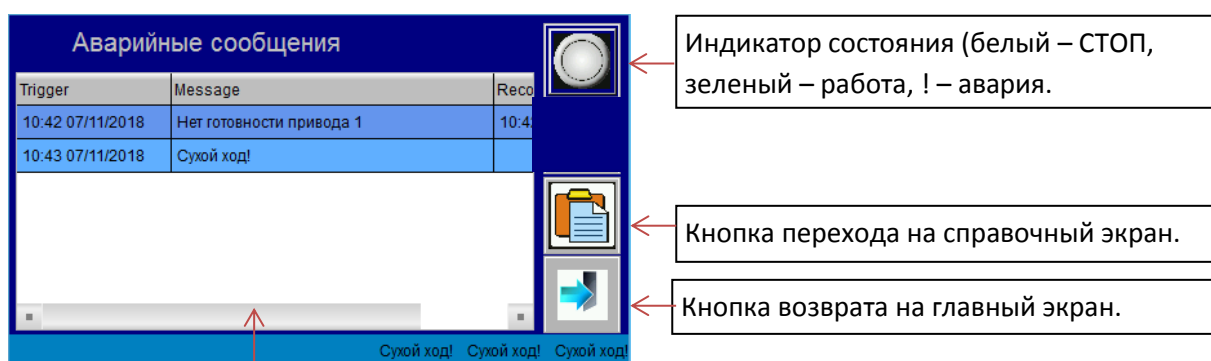 Аварийные сообщения
Trigger Message Reco
10:42 07/11/2018 Нет готовности привода 1 10:4
10:43 07/11/2018 Сухой ход!
Сухой ход! Сухой ход! Сухой ход!
Индикатор состояния (белый – СТОП,
зеленый – работа, ! – авария.
Кнопка перехода на справочный экран.
Кнопка возврата на главный экран.